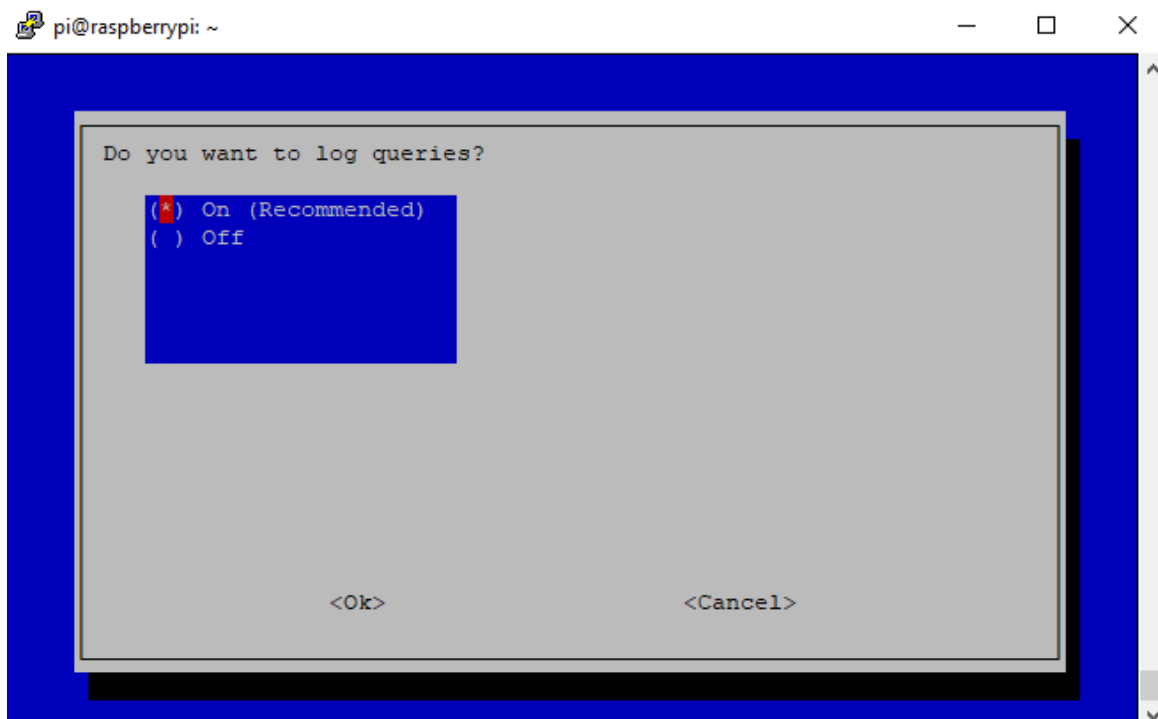 pi@raspberrypi: ~
Do you want to log queries?
(*) On (Recommended)
( ) Off
<Ok> <Cancel>